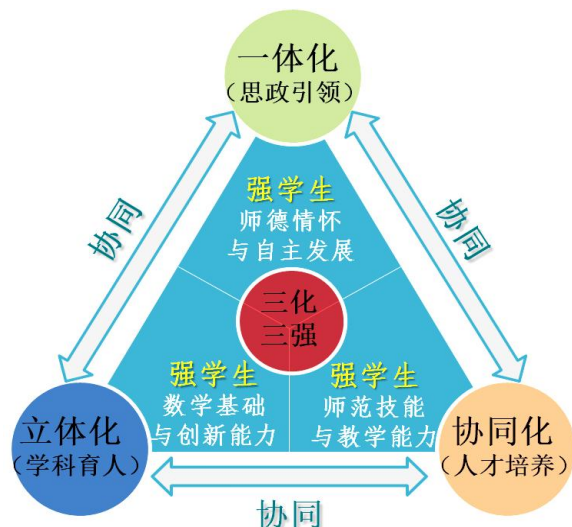 一体化
（思政引领）
协同
协同
强学生
师德情怀
与自主发展
三化
三强
强学生
数学基础
与创新能力
强学生
师范技能
与教学能力
立体化
（学科育人）
协同化
（人才培养）
协同